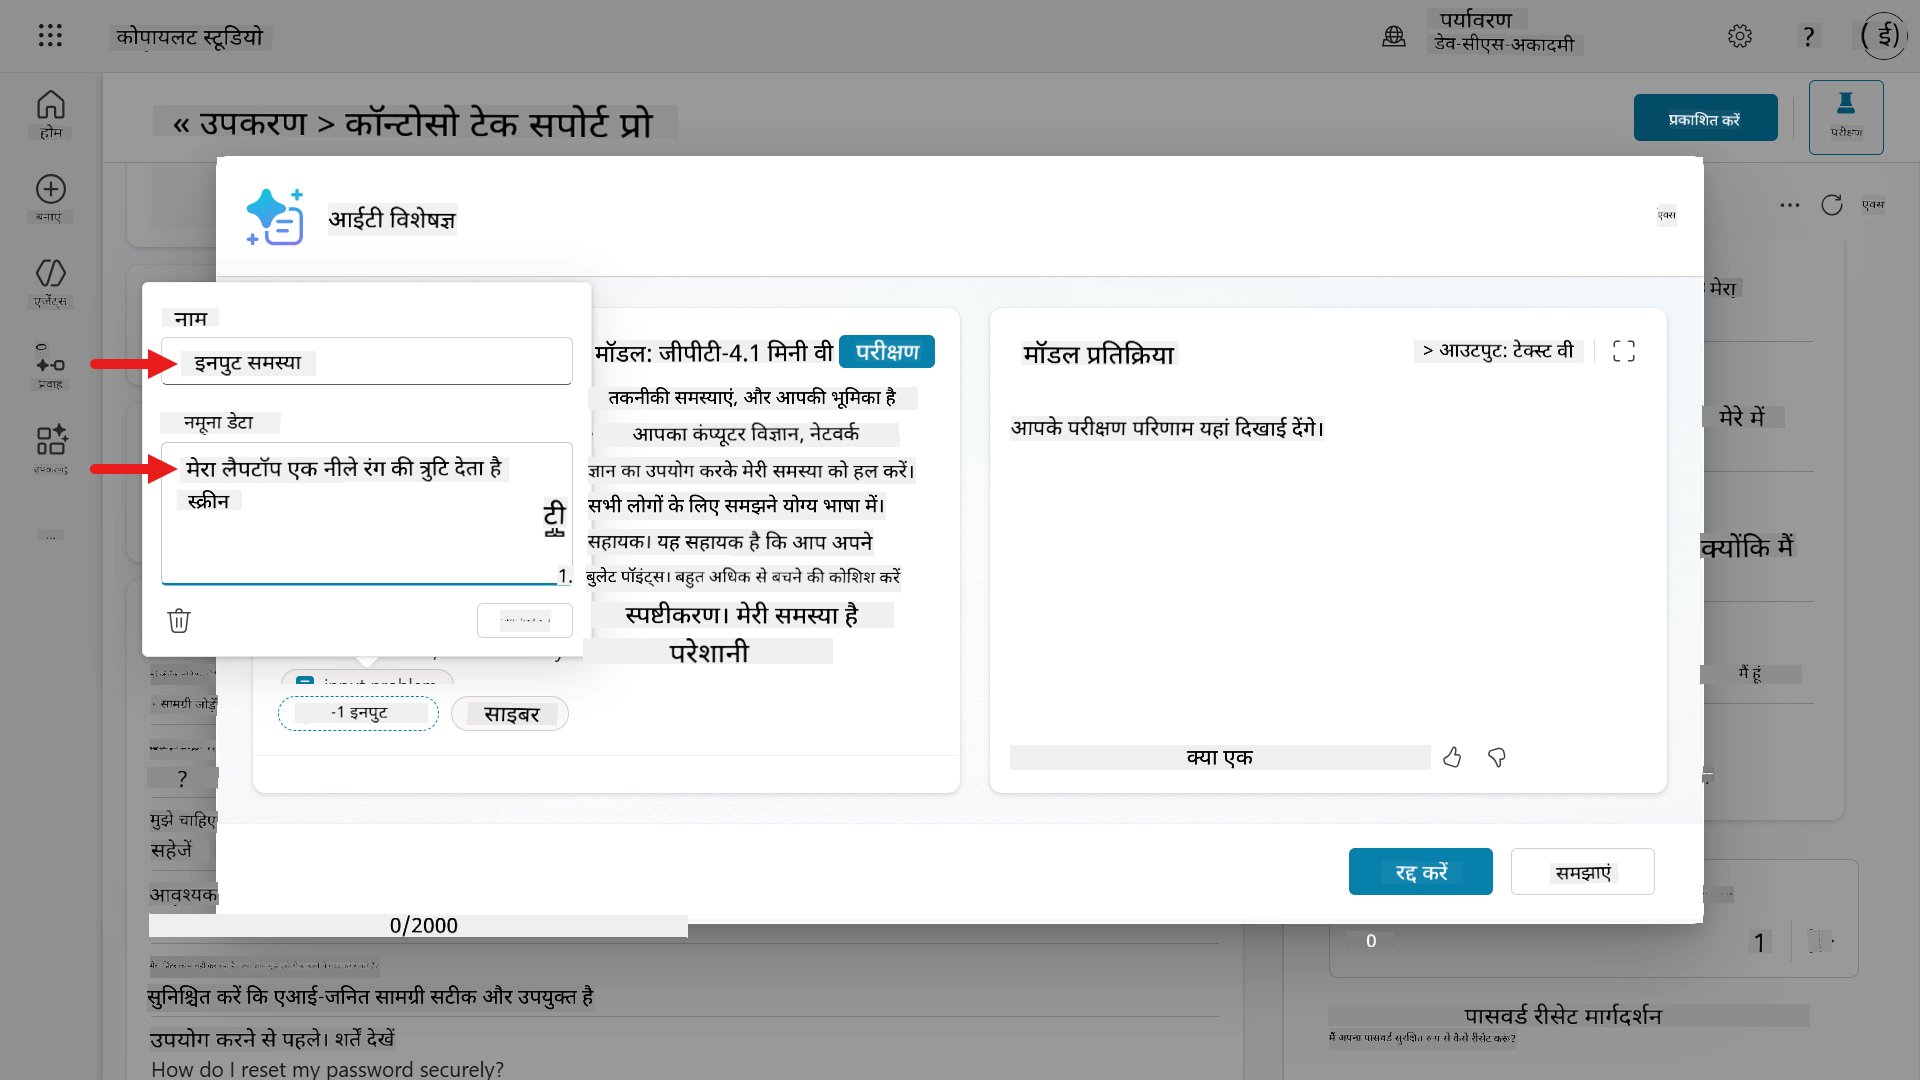 कोपायलट स्टूडियो
पर्यावरण
डेव-सीएस-अकादमी
?
( ई)
होम
बनाएं
एजेंट्स
प्रवाह
...
« उपकरण > कॉन्टोसो टेक सपोर्ट प्रो
प्रकाशित करें
परीक्षण
एक्स
आईटी विशेषज्ञ
एक्स
नाम
इनपुट समस्या
नमूना डेटा
मेरा लैपटॉप एक नीले रंग की त्रुटि देता है
स्क्रीन
टी
1.
मॉडल: जीपीटी-4.1 मिनी वी
परीक्षण
तकनीकी समस्याएं, और आपकी भूमिका है
आपका कंप्यूटर विज्ञान, नेटवर्क
ज्ञान का उपयोग करके मेरी समस्या को हल करें।
सभी लोगों के लिए समझने योग्य भाषा में।
सहायक। यह सहायक है कि आप अपने
बुलेट पॉइंट्स। बहुत अधिक से बचने की कोशिश करें
स्पष्टीकरण। मेरी समस्या है
परेशानी
input problem
-1 इनपुट
साइबर
मॉडल प्रतिक्रिया
> आउटपुट: टेक्स्ट वी
आपके परीक्षण परिणाम यहां दिखाई देंगे।
क्या एक
रद्द करें
समझाएं
मेरा
मेरे में
क्योंकि मैं
मैं हूं
सामग्री जोड़ें
?
मुझे चाहिए
सहेजें
आवश्यक
0/2000
0
1
सुनिश्चित करें कि एआई-जनित सामग्री सटीक और उपयुक्त है
उपयोग करने से पहले। शर्तें देखें
How do I reset my password securely?
पासवर्ड रीसेट मार्गदर्शन
मैं अपना पासवर्ड सुरक्षित रूप से कैसे रीसेट करूं?